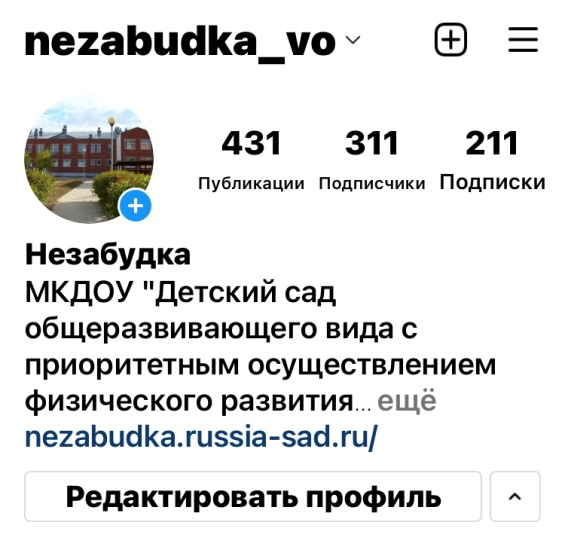 nezabudka_vo
431 311 211
Публикации Подписчики Подписки
Незабудка
МКДОУ "Детский сад
общеразвивающего вида с
приоритетным осуществлением
физического развития... ещё
nezabudka.russia-sad.ru/
Редактировать профиль